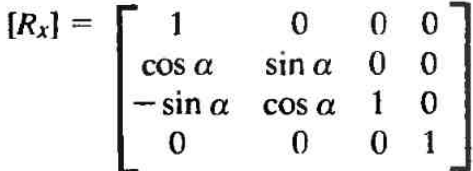 [Rx] = 1 0 0 0
cos α sin α 0 0
− sin α cos α 1 0
0 0 0 1